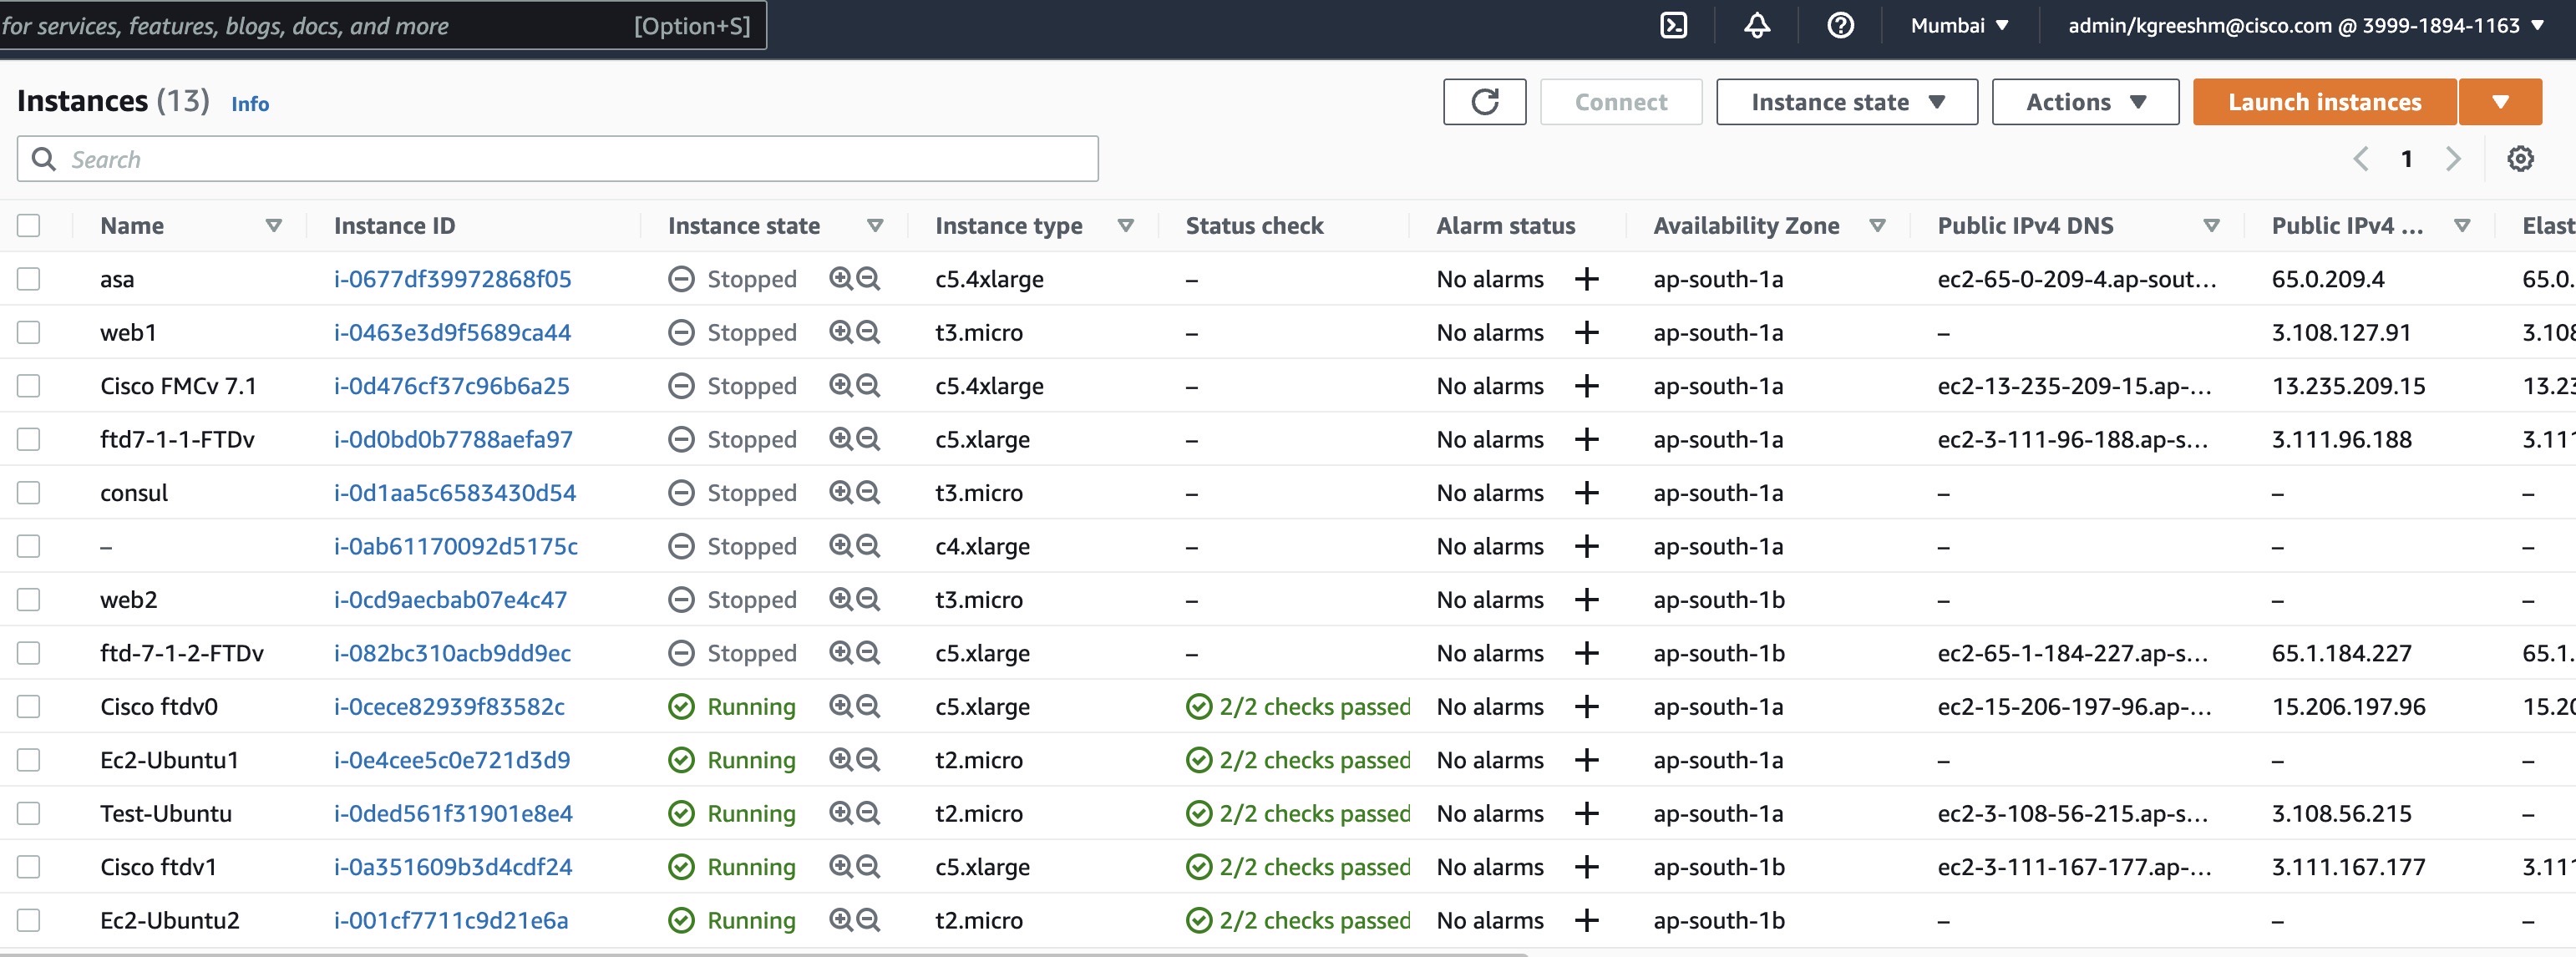 for services, features, blogs, docs, and more [Option+S] Mumbai ▼ admin/kgreeshm@cisco.com @ 3999-1894-1163 ▼
Instances (13) Info Connect Instance state ▼ Actions ▼ Launch instances ▼
Search 1
Name Instance ID Instance state Instance type Status check Alarm status Availability Zone Public IPv4 DNS Public IPv4 ... Elast
asa i-0677df39972868f05 Stopped c5.4xlarge – No alarms + ap-south-1a ec2-65-0-209-4.ap-sout... 65.0.209.4 65.0.
web1 i-0463e3d9f5689ca44 Stopped t3.micro – No alarms + ap-south-1a – 3.108.127.91 3.108
Cisco FMCv 7.1 i-0d476cf37c96b6a25 Stopped c5.4xlarge – No alarms + ap-south-1a ec2-13-235-209-15.ap-... 13.235.209.15 13.23
ftd7-1-1-FTDv i-0d0bd0b7788aefa97 Stopped c5.xlarge – No alarms + ap-south-1a ec2-3-111-96-188.ap-s... 3.111.96.188 3.111
consul i-0d1aa5c6583430d54 Stopped t3.micro – No alarms + ap-south-1a – – –
– i-0ab61170092d5175c Stopped c4.xlarge – No alarms + ap-south-1a – – –
web2 i-0cd9aecbab07e4c47 Stopped t3.micro – No alarms + ap-south-1b – – –
ftd-7-1-2-FTDv i-082bc310acb9dd9ec Stopped c5.xlarge – No alarms + ap-south-1b ec2-65-1-184-227.ap-s... 65.1.184.227 65.1.
Cisco ftdv0 i-0cece82939f83582c Running c5.xlarge 2/2 checks passed No alarms + ap-south-1a ec2-15-206-197-96.ap-... 15.206.197.96 15.20
Ec2-Ubuntu1 i-0e4cee5c0e721d3d9 Running t2.micro 2/2 checks passed No alarms + ap-south-1a – – –
Test-Ubuntu i-0ded561f31901e8e4 Running t2.micro 2/2 checks passed No alarms + ap-south-1a ec2-3-108-56-215.ap-s... 3.108.56.215 –
Cisco ftdv1 i-0a351609b3d4cdf24 Running c5.xlarge 2/2 checks passed No alarms + ap-south-1b ec2-3-111-167-177.ap-... 3.111.167.177 3.111
Ec2-Ubuntu2 i-001cf7711c9d21e6a Running t2.micro 2/2 checks passed No alarms + ap-south-1b – – –